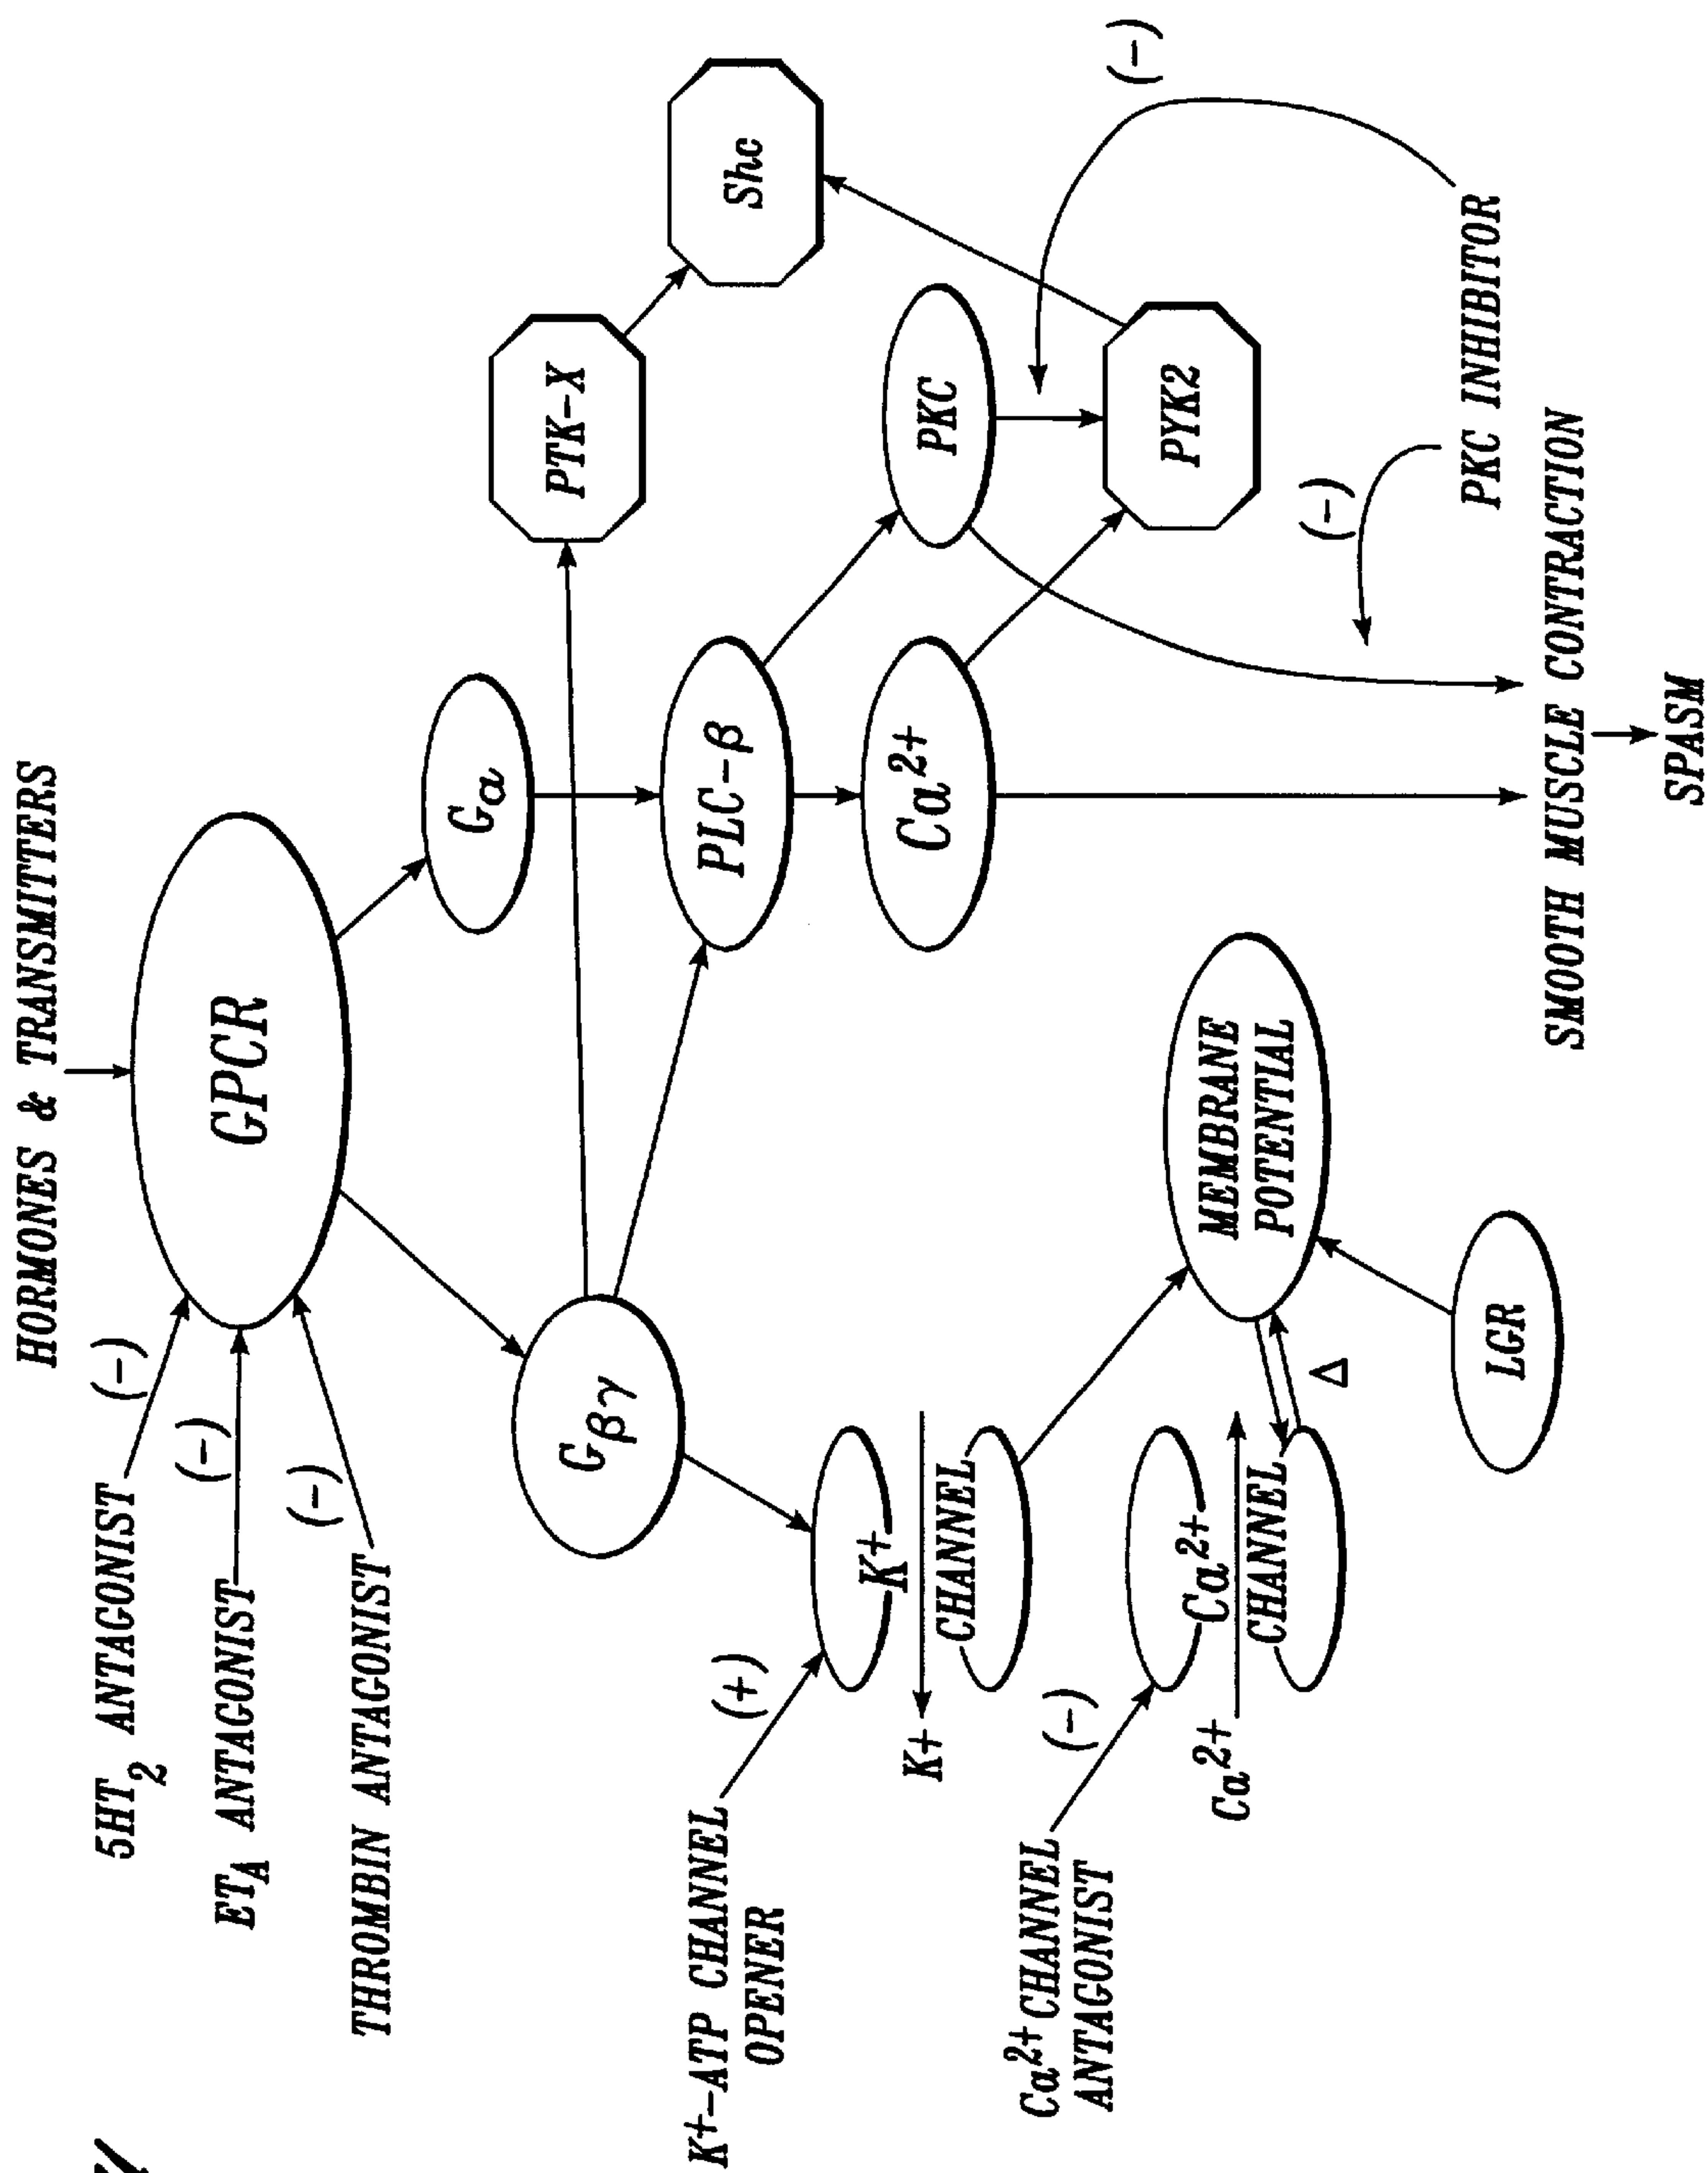 HORMONES & TRANSMITTERS
5HT2 ANTAGONIST
(-)
ETA ANTAGONIST
(-)
THROMBIN ANTAGONIST
(-)
GPCR
Gα
Gβγ
PTK-X
Shc
PLC-β
PKC
Ca2+
PYK2
(-)
K+-ATP CHANNEL
OPENER
(+)
K+
CHANNEL
K+
Ca2+ CHANNEL
ANTAGONIST
(-)
Ca2+
CHANNEL
Ca2+
Δ
MEMBRANE
POTENTIAL
LGR
(-)
PKC INHIBITOR
SMOOTH MUSCLE CONTRACTION
SPASM